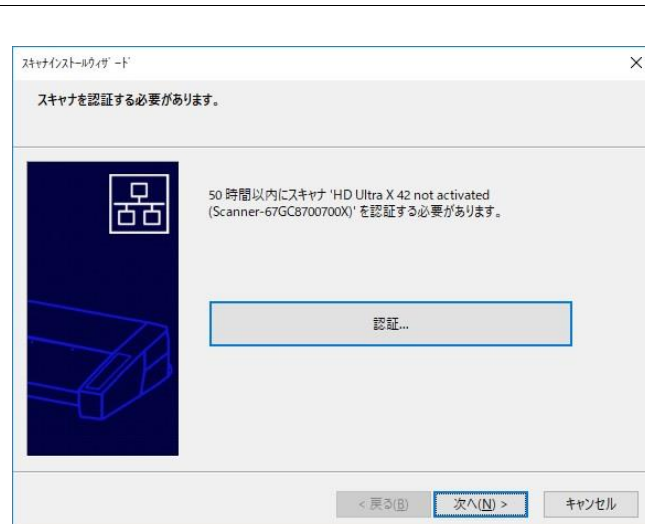 ｽｷｬﾅｲﾝｽﾄｰﾙｳｨｻﾞｰﾄﾞ
スキャナを認証する必要があります。
50 時間以内にスキャナ 'HD Ultra X 42 not activated
(Scanner-67GC8700700X)' を認証する必要があります。
認証...
< 戻る(B)
次へ(N) >
キャンセル